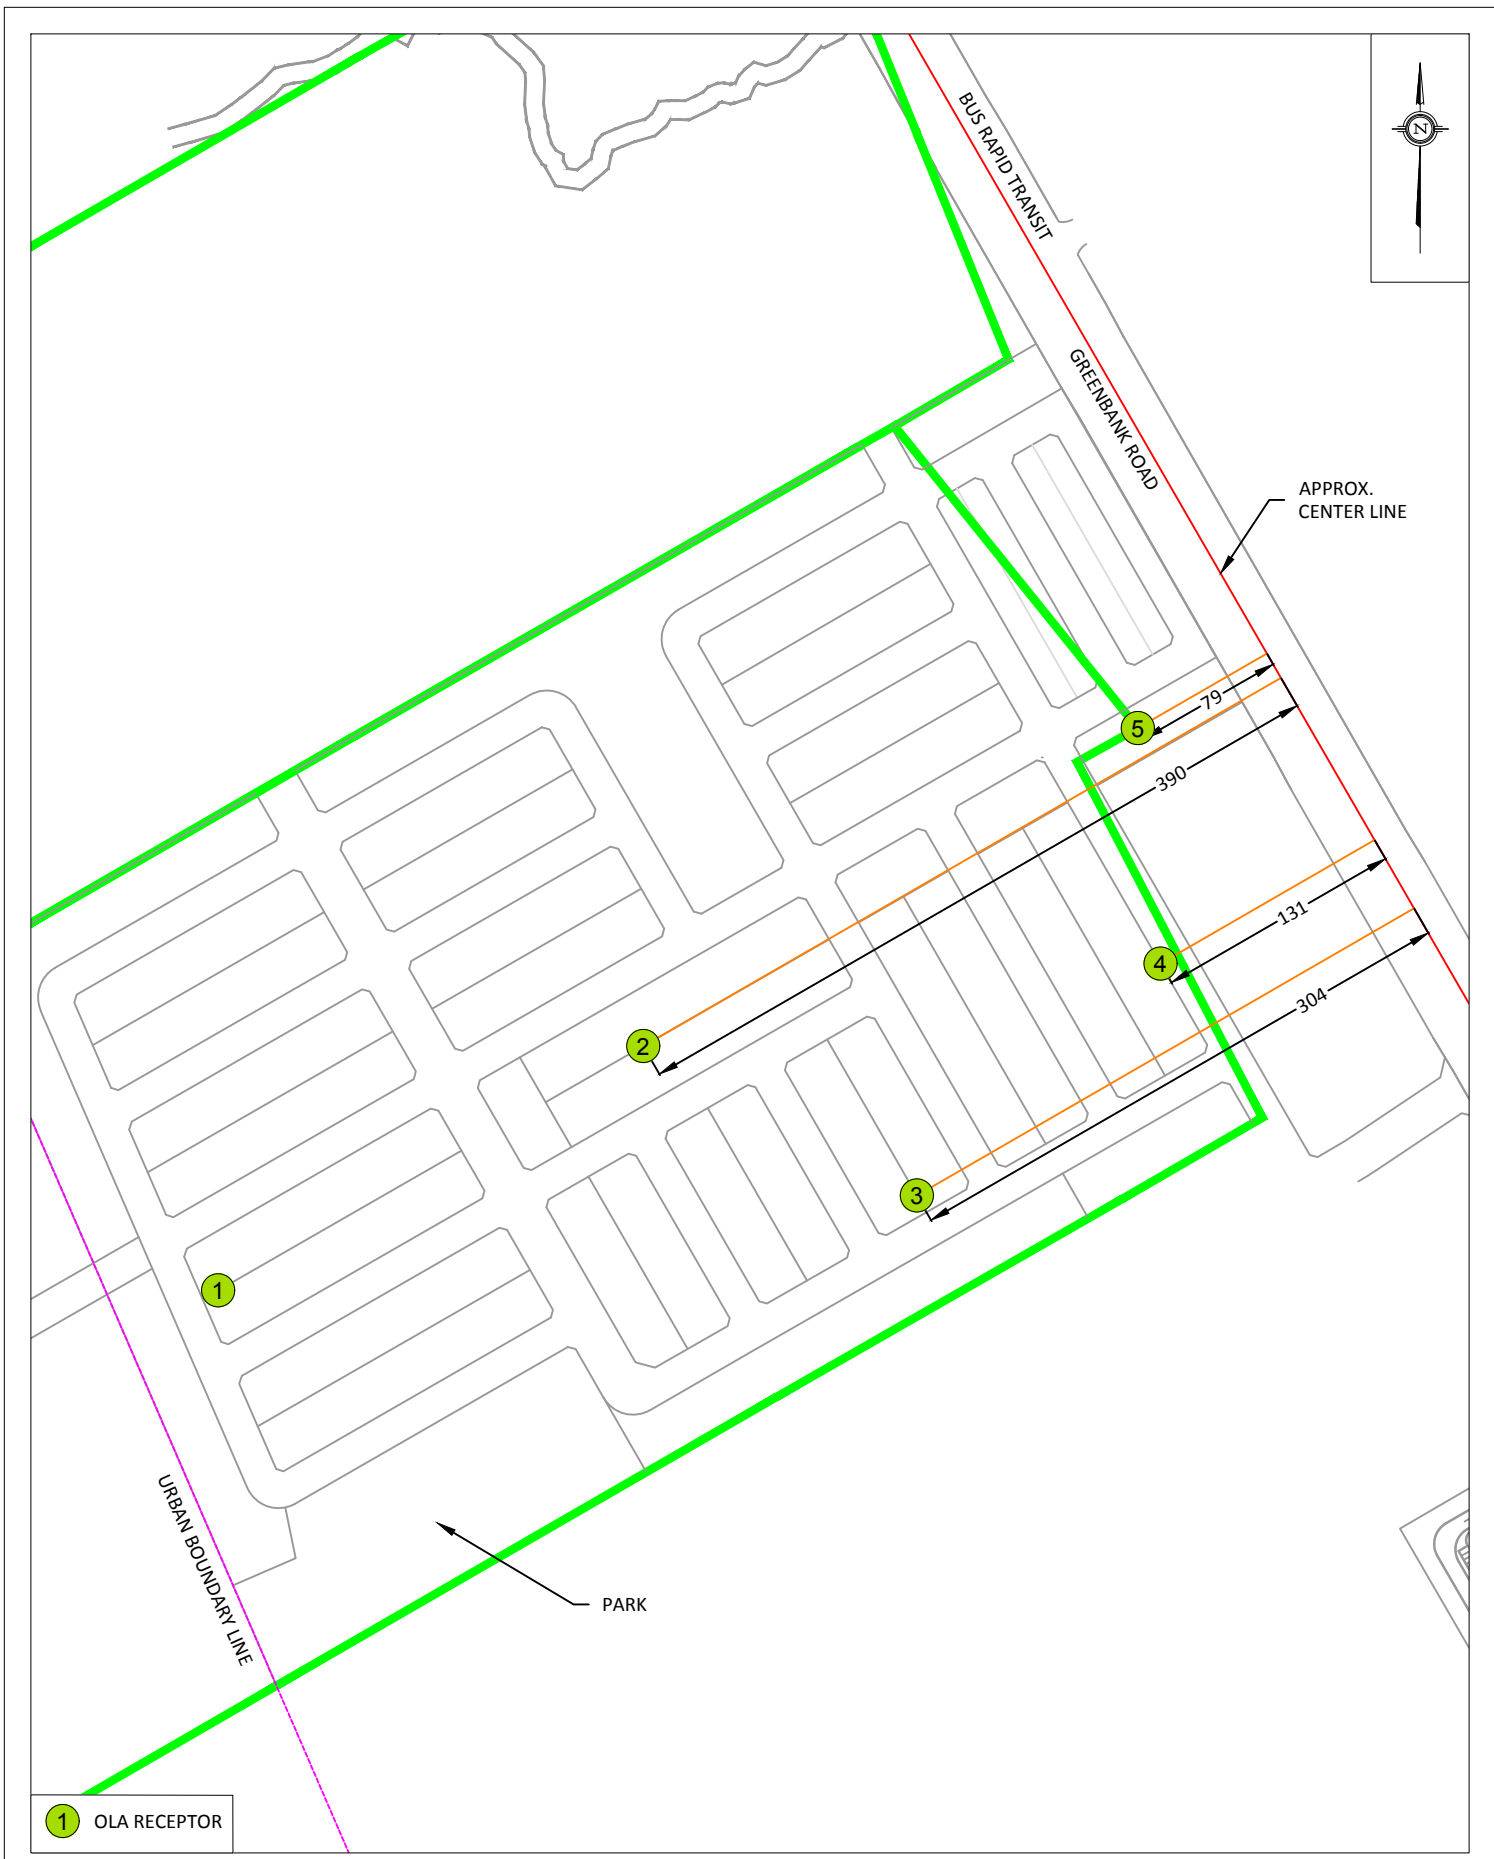 N
BUS RAPID TRANSIT
GREENBANK ROAD
APPROX.
CENTER LINE
79
5
390
131
4
304
2
3
1
URBAN BOUNDARY LINE
PARK
1 OLA RECEPTOR